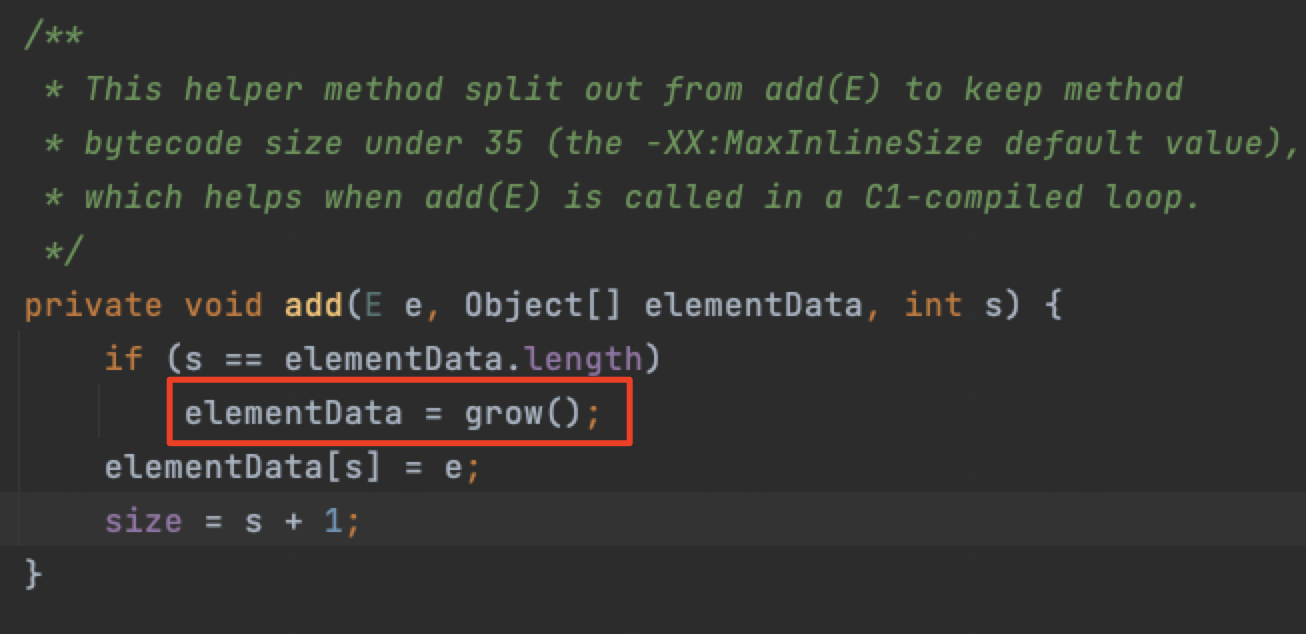 /**
 * This helper method split out from add(E) to keep method
 * bytecode size under 35 (the -XX:MaxInlineSize default value),
 * which helps when add(E) is called in a C1-compiled loop.
 */
private void add(E e, Object[] elementData, int s) {
    if (s == elementData.length)
        elementData = grow();
    elementData[s] = e;
    size = s + 1;
}